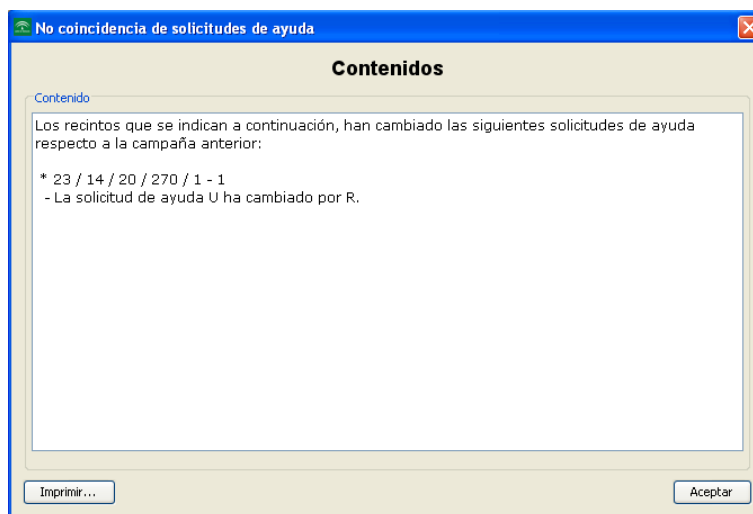 No coincidencia de solicitudes de ayuda
Contenidos
Contenido
Los recintos que se indican a continuación, han cambiado las siguientes solicitudes de ayuda
respecto a la campaña anterior:
* 23 / 14 / 20 / 270 / 1 - 1
- La solicitud de ayuda U ha cambiado por R.
Imprimir...
Aceptar